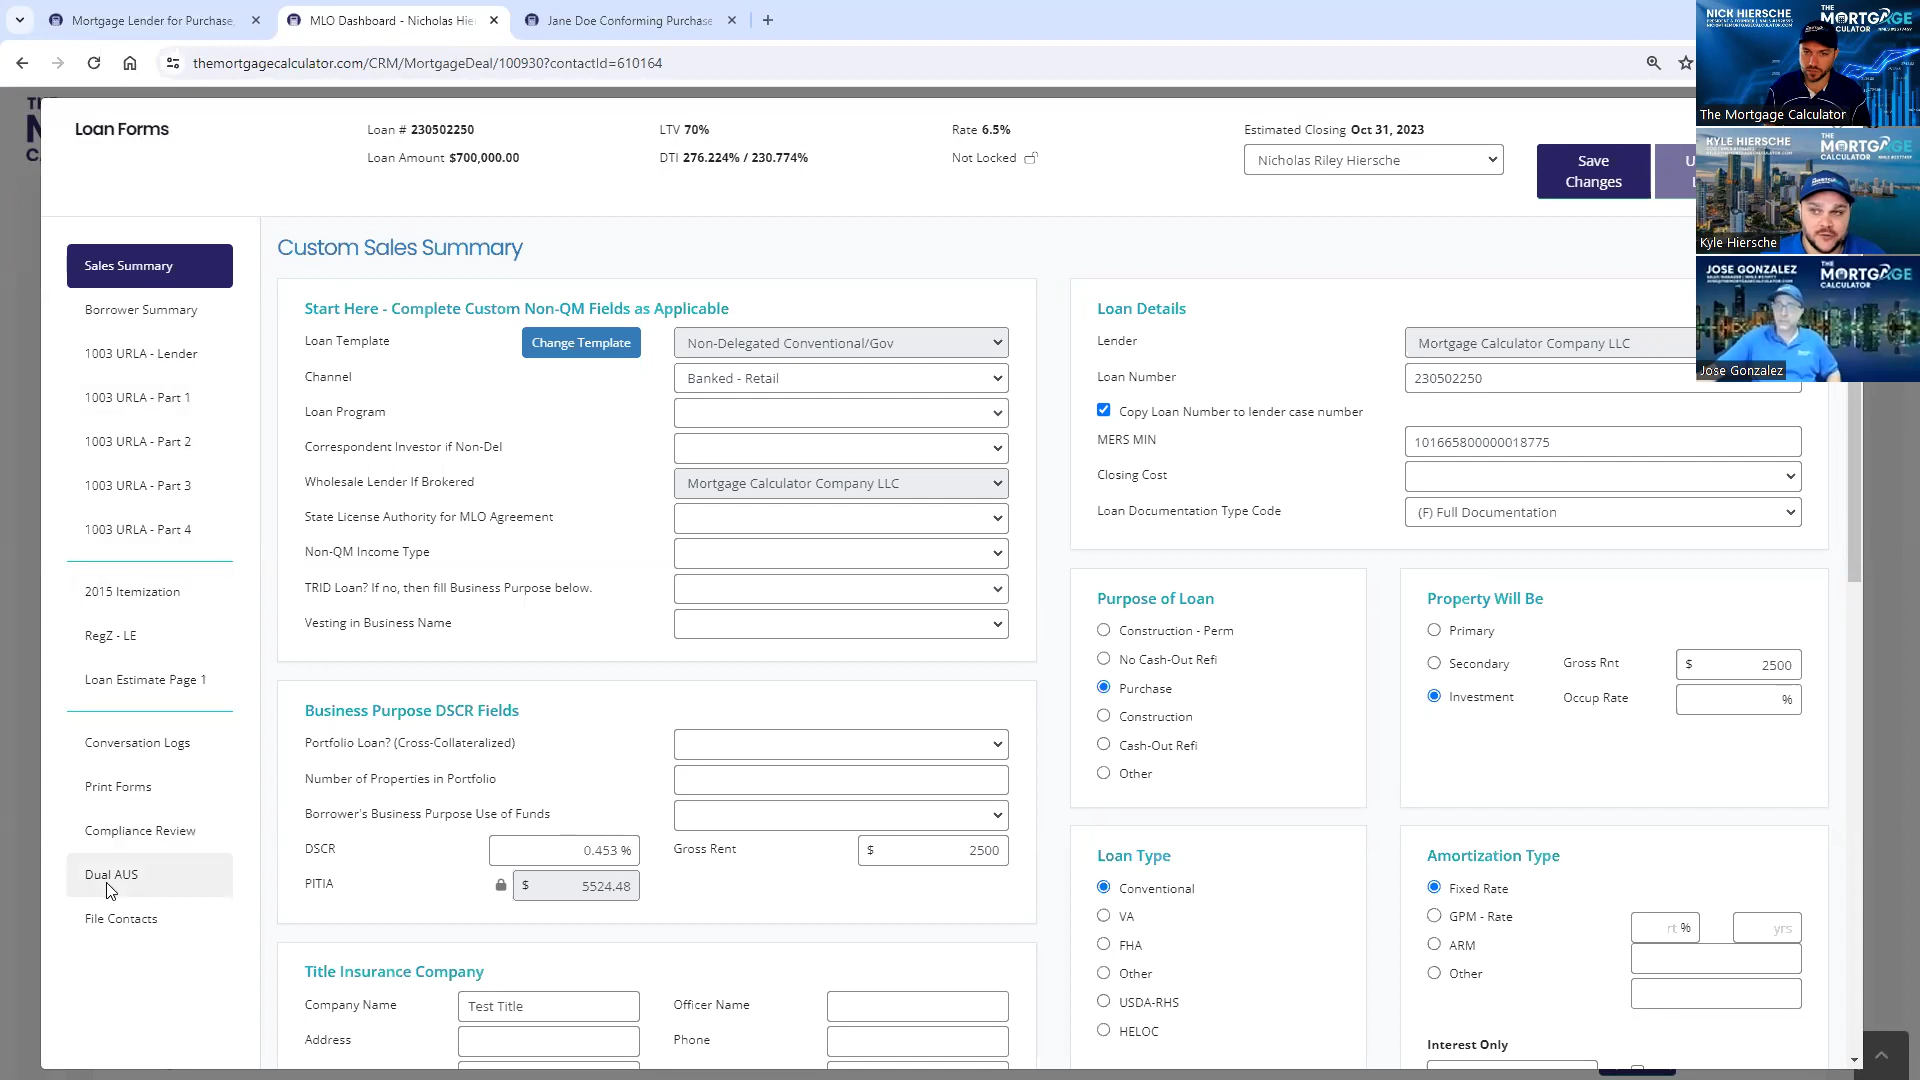 Mortgage Lender for Purchase,
MLO Dashboard - Nicholas Hie
Jane Doe Conforming Purchase
themortgagecalculator.com/CRM/MortgageDeal/100930?contactId=610164
NICK HIERSCHE
THE MORTGAGE CALCULATOR
The Mortgage Calculator
KYLE HIERSCHE
THE MORTGAGE CALCULATOR
Kyle Hiersche
JOSE GONZALEZ
THE MORTGAGE CALCULATOR
Jose Gonzalez
Loan Forms
Loan # 230502250
Loan Amount $700,000.00
LTV 70%
DTI 276.224% / 230.774%
Rate 6.5%
Not Locked
Estimated Closing Oct 31, 2023
Nicholas Riley Hiersche
Save Changes
Sales Summary
Borrower Summary
1003 URLA - Lender
1003 URLA - Part 1
1003 URLA - Part 2
1003 URLA - Part 3
1003 URLA - Part 4
2015 Itemization
RegZ - LE
Loan Estimate Page 1
Conversation Logs
Print Forms
Compliance Review
Dual AUS
File Contacts
Custom Sales Summary
Start Here - Complete Custom Non-QM Fields as Applicable
Loan Template Change Template Non-Delegated Conventional/Gov
Channel Banked - Retail
Loan Program
Correspondent Investor if Non-Del
Wholesale Lender If Brokered Mortgage Calculator Company LLC
State License Authority for MLO Agreement
Non-QM Income Type
TRID Loan? If no, then fill Business Purpose below.
Vesting in Business Name
Business Purpose DSCR Fields
Portfolio Loan? (Cross-Collateralized)
Number of Properties in Portfolio
Borrower's Business Purpose Use of Funds
DSCR 0.453 % Gross Rent $ 2500
PITIA $ 5524.48
Title Insurance Company
Company Name Test Title Officer Name
Address Phone
Loan Details
Lender Mortgage Calculator Company LLC
Loan Number 230502250
Copy Loan Number to lender case number
MERS MIN 101665800000018775
Closing Cost
Loan Documentation Type Code (F) Full Documentation
Purpose of Loan
Construction - Perm
No Cash-Out Refi
Purchase
Construction
Cash-Out Refi
Other
Property Will Be
Primary
Secondary Gross Rnt $ 2500
Investment Occup Rate %
Loan Type
Conventional
VA
FHA
Other
USDA-RHS
HELOC
Amortization Type
Fixed Rate
GPM - Rate rt % yrs
ARM
Other
Interest Only